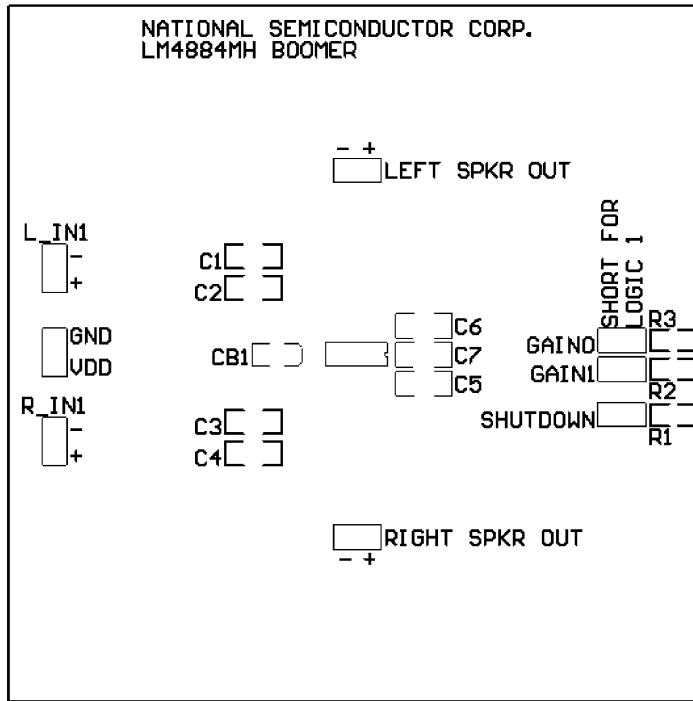 NATIONAL SEMICONDUCTOR CORP.
LM4884MH BOOMER
- +
LEFT SPKR OUT
L_IN1
-
+
C1
C2
SHORT FOR
LOGIC 1
GND
VDD
CB1
C6
C7
C5
GAIN0
R3
GAIN1
R2
SHUTDOWN
R1
R_IN1
-
+
C3
C4
RIGHT SPKR OUT
- +